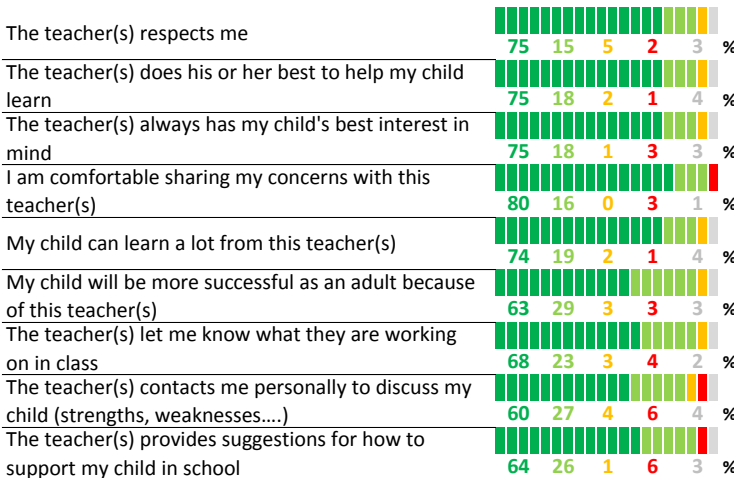 The teacher(s) respects me
75 15 5 2 3 %
The teacher(s) does his or her best to help my child
learn
75 18 2 1 4 %
The teacher(s) always has my child's best interest in
mind
75 18 1 3 3 %
I am comfortable sharing my concerns with this
teacher(s)
80 16 0 3 1 %
My child can learn a lot from this teacher(s)
74 19 2 1 4 %
My child will be more successful as an adult because
of this teacher(s)
63 29 3 3 3 %
The teacher(s) let me know what they are working
on in class
68 23 3 4 2 %
The teacher(s) contacts me personally to discuss my
child (strengths, weaknesses....)
60 27 4 6 4 %
The teacher(s) provides suggestions for how to
support my child in school
64 26 1 6 3 %